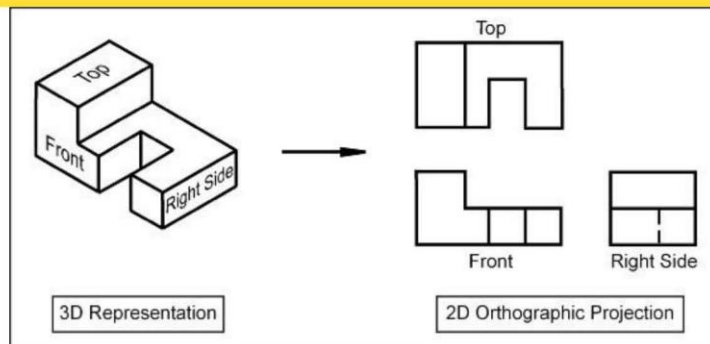 Top
Front
Right Side
3D Representation
Top
Front
Right Side
2D Orthographic Projection